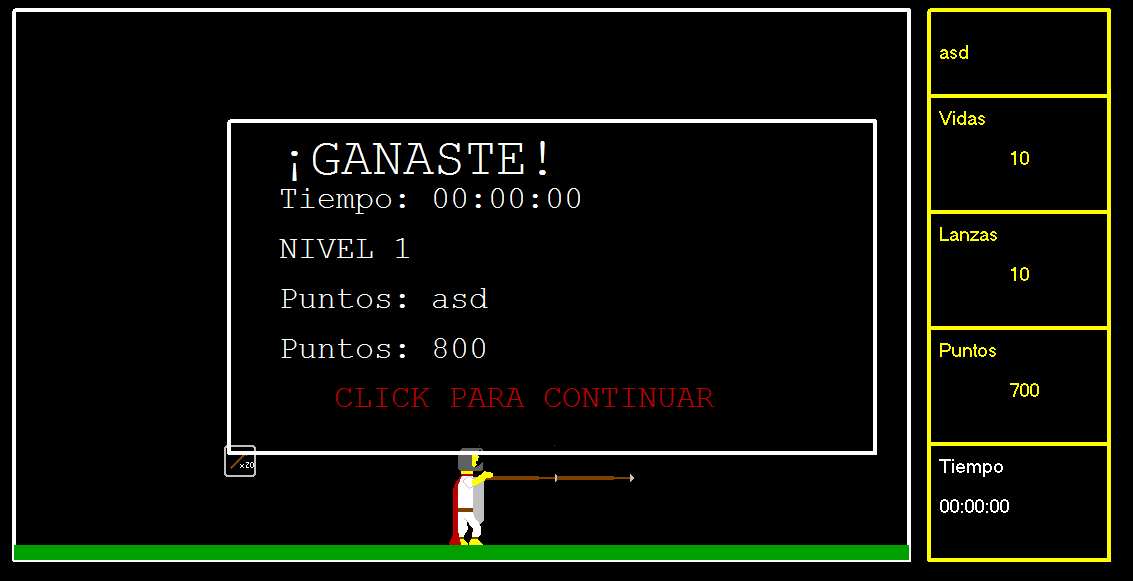 ¡GANASTE!
Tiempo: 00:00:00
NIVEL 1
Puntos: asd
Puntos: 800
CLICK PARA CONTINUAR
x20
asd
Vidas
10
Lanzas
10
Puntos
700
Tiempo
00:00:00